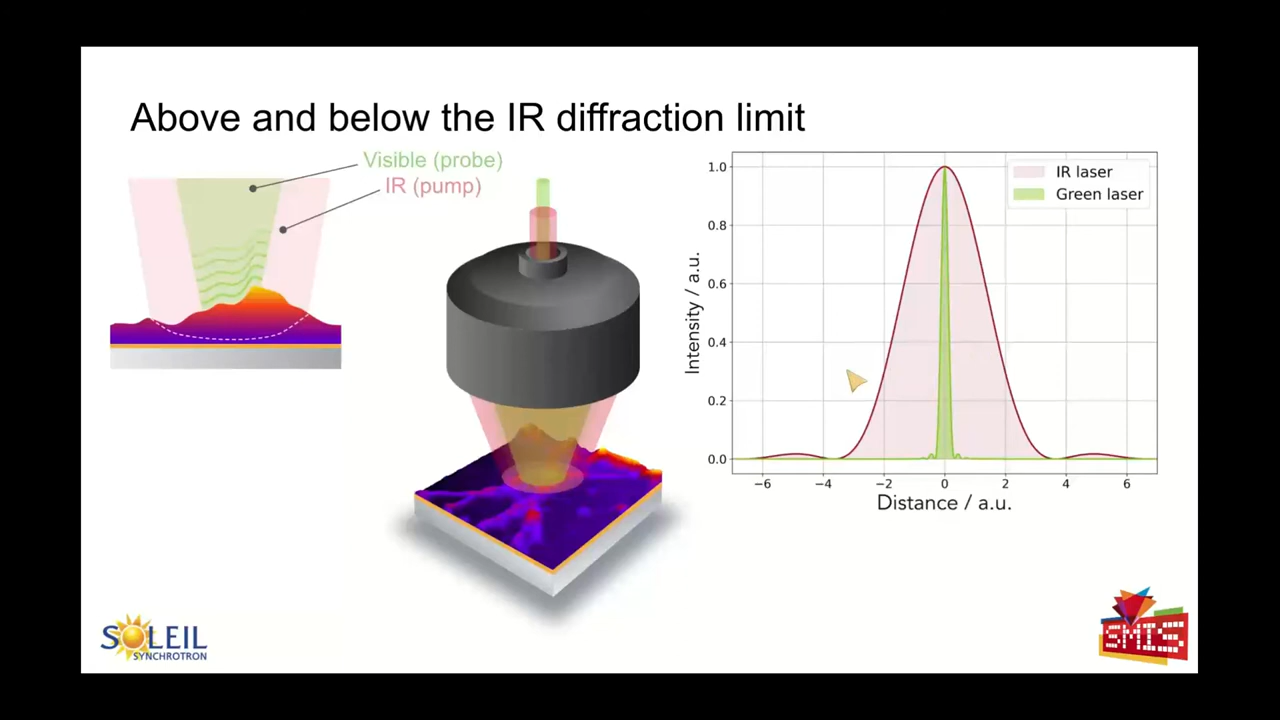 Above and below the IR diffraction limit
Visible (probe)
IR (pump)
IR laser
Green laser
1.0
0.8
0.6
0.4
0.2
0.0
Intensity / a.u.
−6 −4 −2 0 2 4 6
Distance / a.u.
SOLEIL
SYNCHROTRON
SMIS